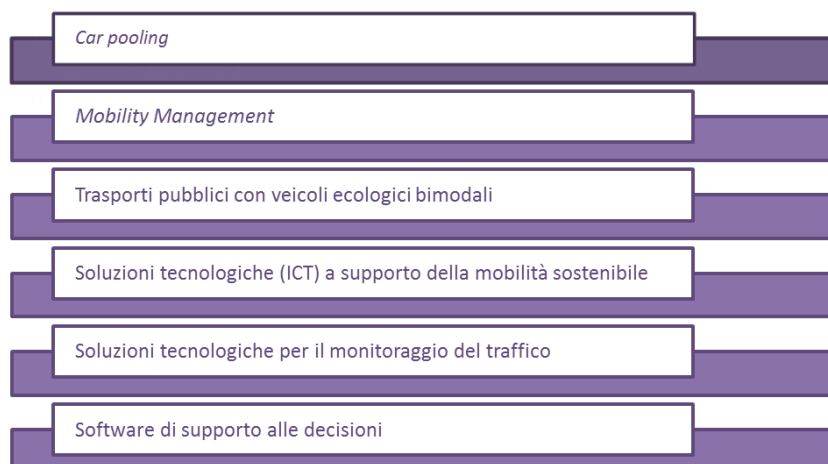 Car pooling
Mobility Management
Trasporti pubblici con veicoli ecologici bimodali
Soluzioni tecnologiche (ICT) a supporto della mobilità sostenibile
Soluzioni tecnologiche per il monitoraggio del traffico
Software di supporto alle decisioni